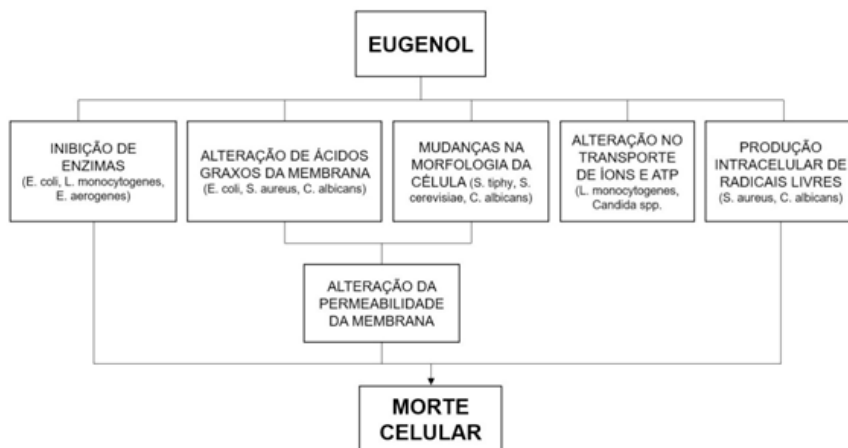 EUGENOL
INIBIÇÃO DE
ENZIMAS
(E. coli, L. monocytogenes,
E. aerogenes)
ALTERAÇÃO DE ÁCIDOS
GRAXOS DA MEMBRANA
(E. coli, S. aureus, C. albicans)
MUDANÇAS NA
MORFOLOGIA DA
CÉLULA (S. tiphy, S.
cerevisiae, C. albicans)
ALTERAÇÃO NO
TRANSPORTE
DE ÍONS E ATP
(L. monocytogenes,
Candida spp.
PRODUÇÃO
INTRACELULAR DE
RADICAIS LIVRES
(S. aureus, C. albicans)
ALTERAÇÃO DA
PERMEABILIDADE
DA MEMBRANA
MORTE
CELULAR